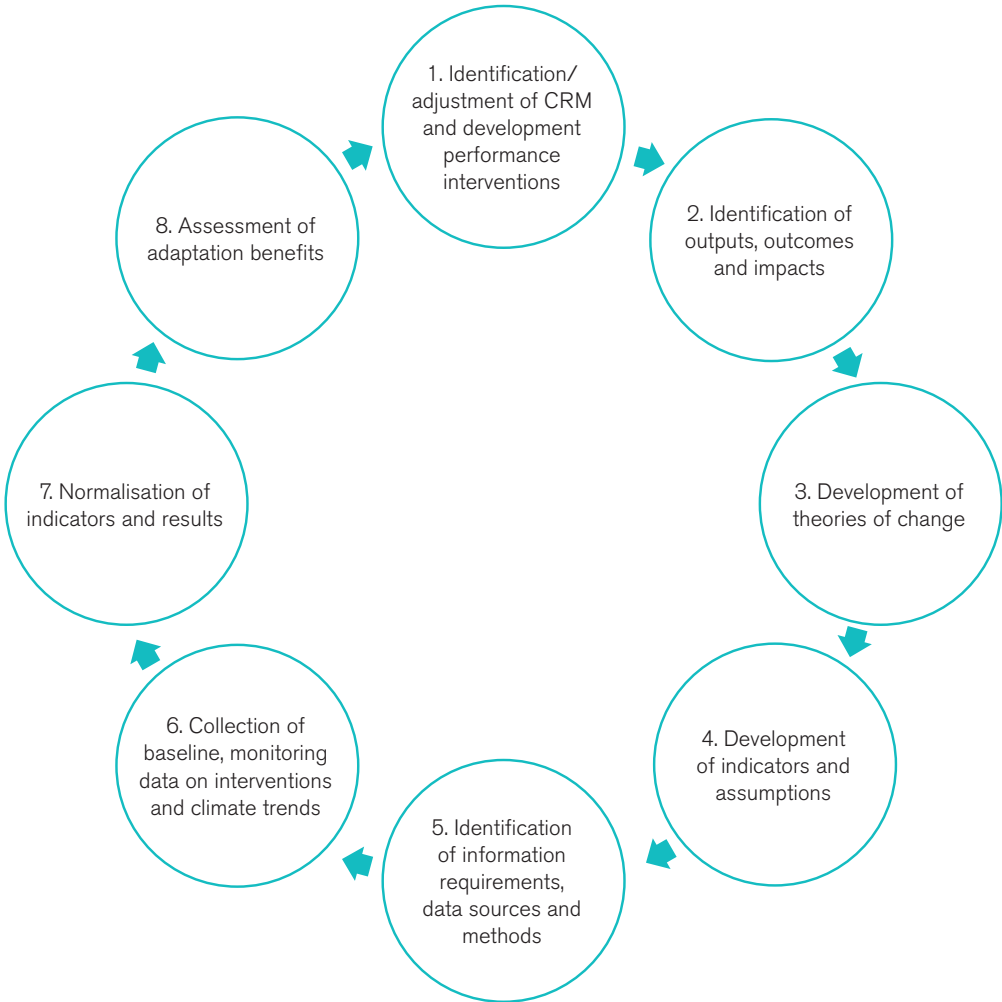 1. Identification/
adjustment of CRM
and development
performance
interventions
2. Identification of
outputs, outcomes
and impacts
3. Development of
theories of change
4. Development
of indicators and
assumptions
5. Identification
of information
requirements,
data sources and
methods
6. Collection of
baseline, monitoring
data on interventions
and climate trends
7. Normalisation of
indicators and results
8. Assessment of
adaptation benefits